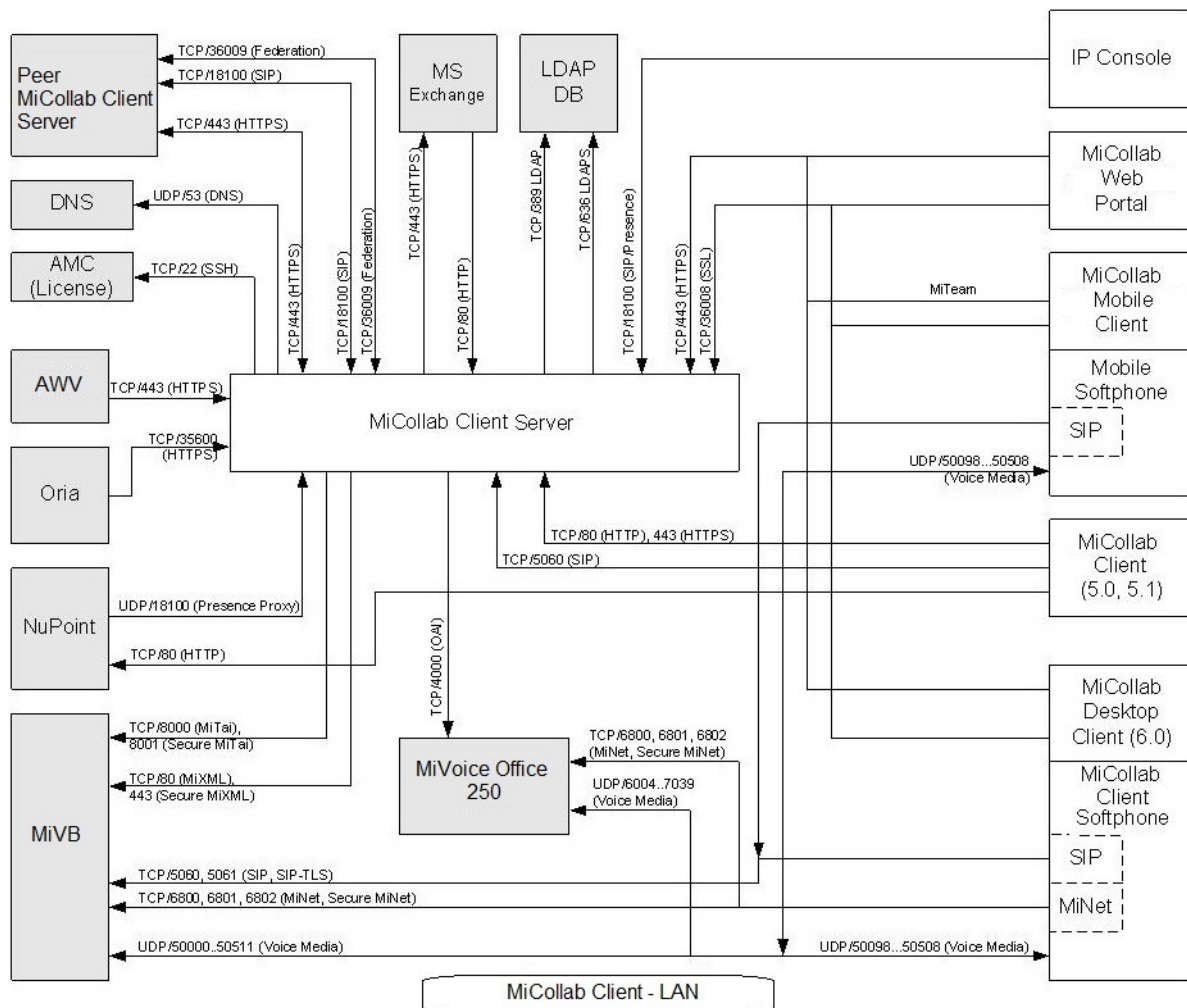 TCP/36009 (Federation)
TCP/18100 (SIP)
Peer
MiCollab Client
Server
TCP/443 (HTTPS)
MS
Exchange
LDAP
DB
IP Console
DNS
UDP/53 (DNS)
AMC
(License)
TCP/22 (SSH)
TCP/443 (HTTPS)
TCP/18100 (SIP)
TCP/36009 (Federation)
TCP/443 (HTTPS)
TCP/80 (HTTP)
TCP/389 LDAP
TCP/636 LDAPS
TCP/18100 (SIP/Presence)
TCP/443 (HTTPS)
TCP/36008 (SSL)
MiCollab
Web
Portal
MiTeam
MiCollab
Mobile
Client
Mobile
Softphone
SIP
UDP/50098...50508
(Voice Media)
AWV
TCP/443 (HTTPS)
MiCollab Client Server
Oria
TCP/35600
(HTTPS)
TCP/80 (HTTP), 443 (HTTPS)
TCP/5060 (SIP)
MiCollab
Client
(5.0, 5.1)
NuPoint
UDP/18100 (Presence Proxy)
TCP/80 (HTTP)
TCP/4000 (OAI)
MiCollab
Desktop
Client (6.0)
MiVB
TCP/8000 (MiTai),
8001 (Secure MiTai)
TCP/80 (MiXML),
443 (Secure MiXML)
MiVoice Office
250
TCP/6800, 6801, 6802
(MiNet, Secure MiNet)
UDP/6004..7039
(Voice Media)
MiCollab
Client
Softphone
SIP
MiNet
TCP/5060, 5061 (SIP, SIP-TLS)
TCP/6800, 6801, 6802 (MiNet, Secure MiNet)
UDP/50000..50511 (Voice Media)
UDP/50098...50508 (Voice Media)
MiCollab Client - LAN